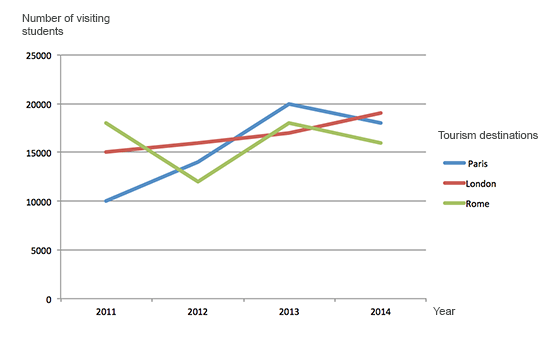 Number of visiting
students
25000
20000
15000
10000
5000
0
2011 2012 2013 2014 Year
Tourism destinations
Paris
London
Rome